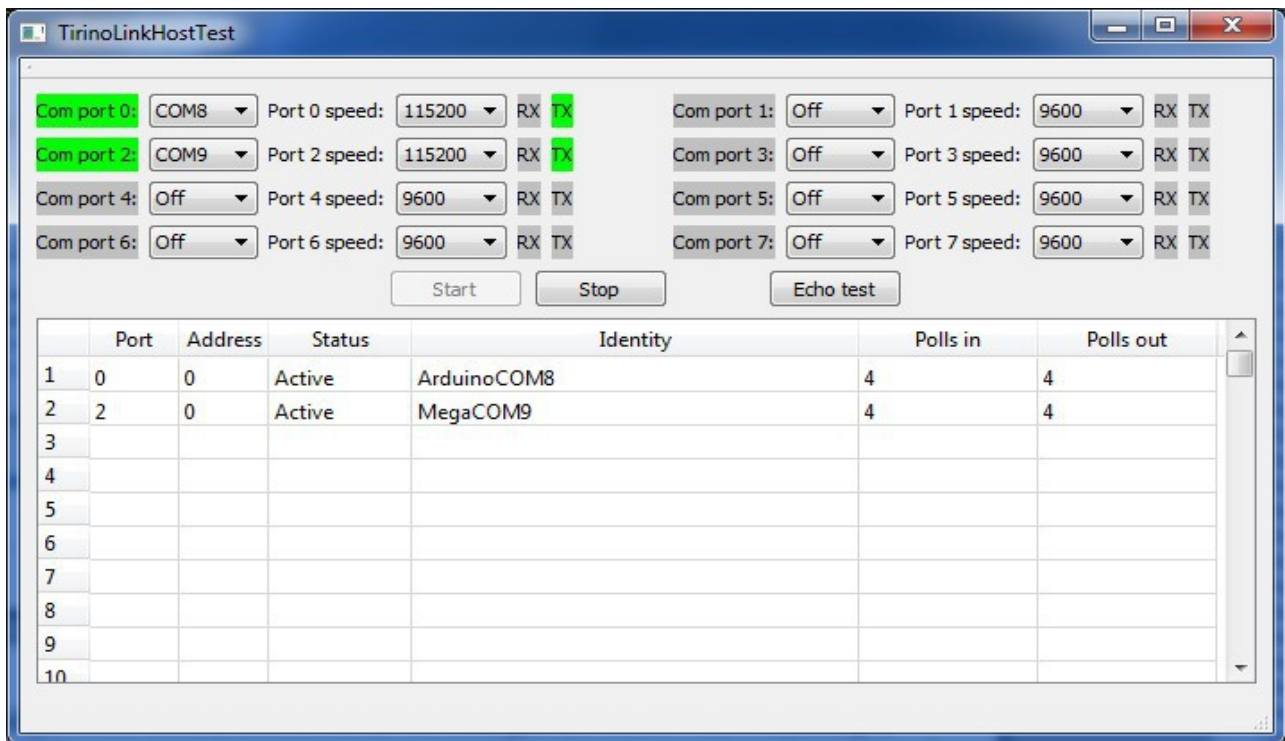 TirinoLinkHostTest
Com port 0: COM8 Port 0 speed: 115200 RX TX Com port 1: Off Port 1 speed: 9600 RX TX
Com port 2: COM9 Port 2 speed: 115200 RX TX Com port 3: Off Port 3 speed: 9600 RX TX
Com port 4: Off Port 4 speed: 9600 RX TX Com port 5: Off Port 5 speed: 9600 RX TX
Com port 6: Off Port 6 speed: 9600 RX TX Com port 7: Off Port 7 speed: 9600 RX TX
Start Stop Echo test
Port Address Status Identity Polls in Polls out
1 0 0 Active ArduinoCOM8 4 4
2 2 0 Active MegaCOM9 4 4
3
4
5
6
7
8
9
10